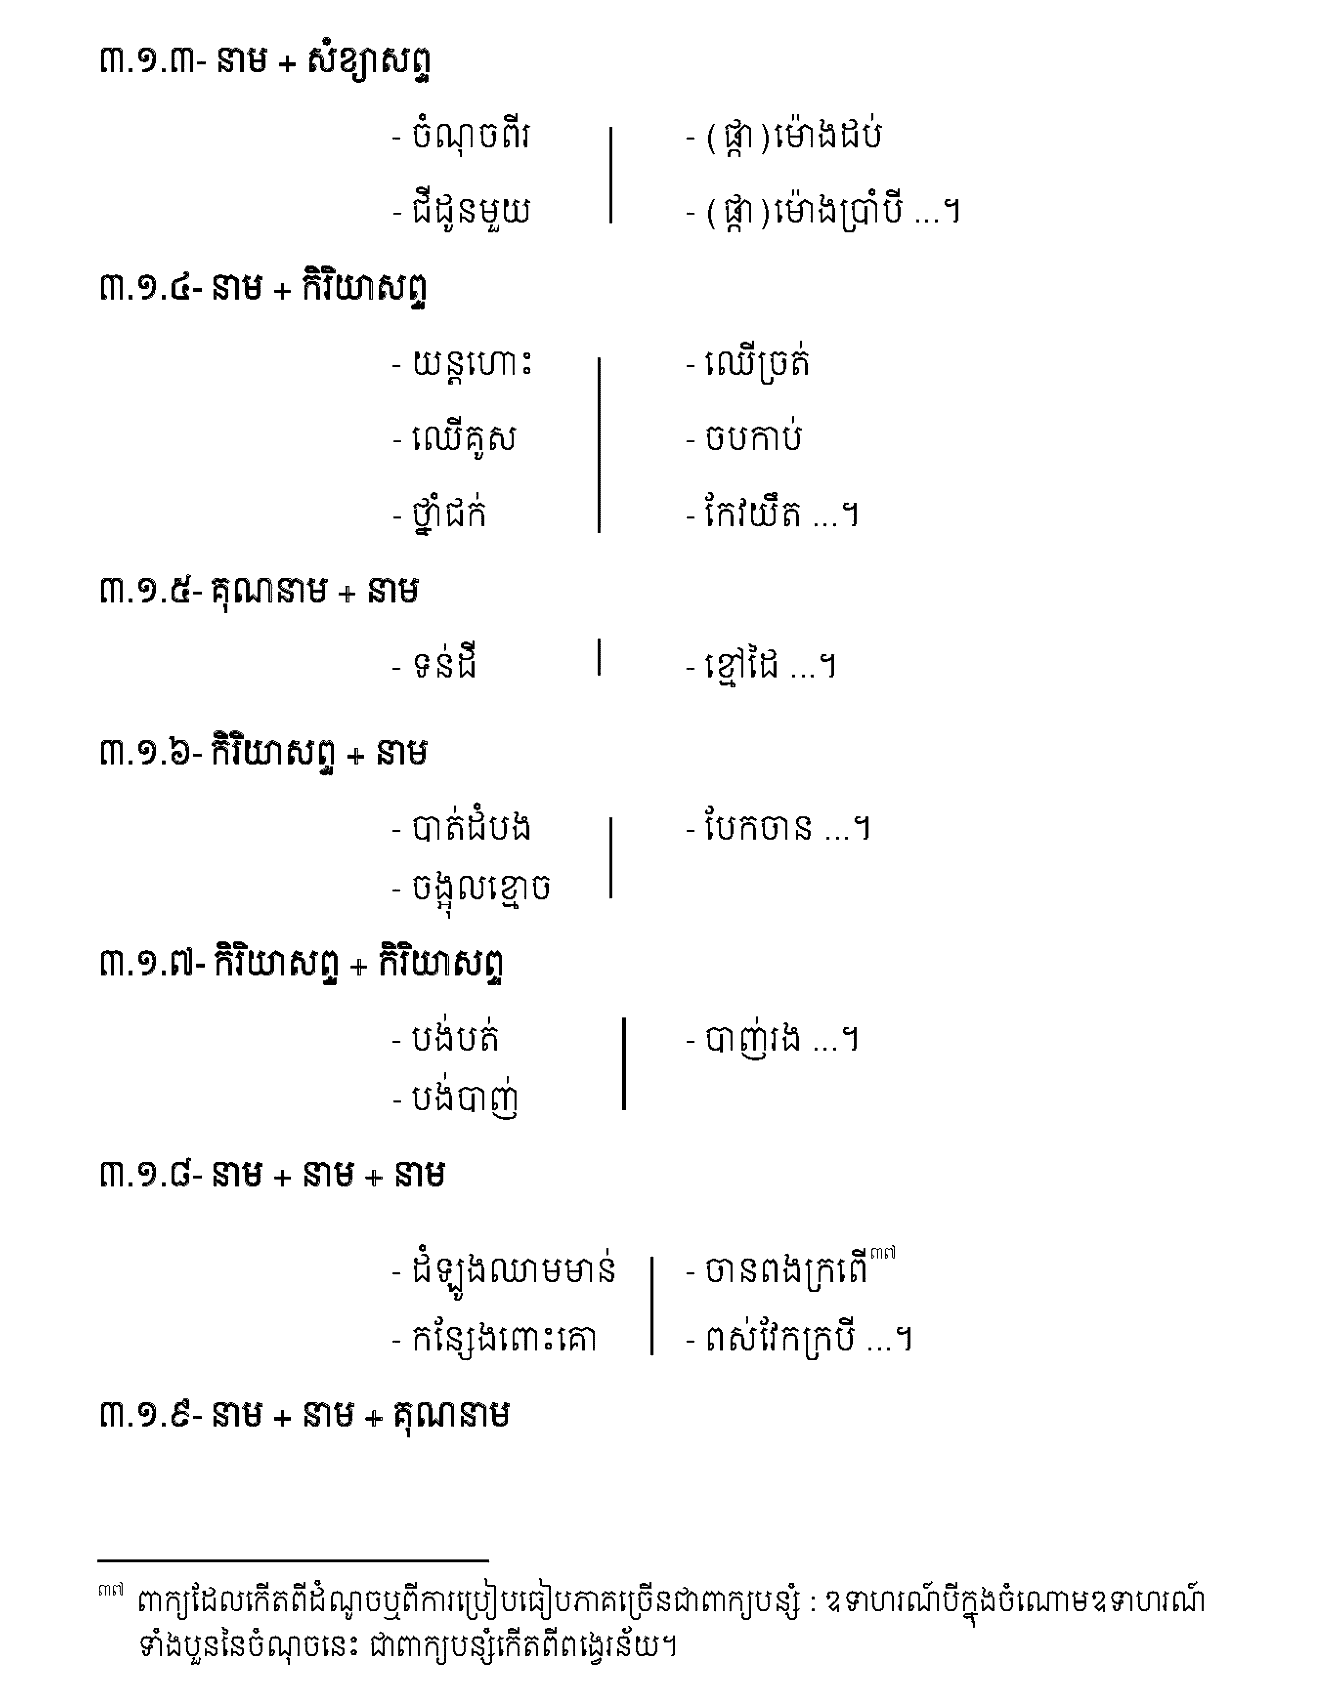 ៣.១.៣- នាម + សំខ្យាសព្ទ
- ចំណុចពីរ - (ផ្កា)ម៉ោងដប់
- ជីដូនមួយ - (ផ្កា)ម៉ោងប្រាំបី ...។
៣.១.៤- នាម + កិរិយាសព្ទ
- យន្តហោះ - ឈើច្រត់
- ឈើគូស - ចបកាប់
- ថ្នាំជក់ - កែវយឹត ...។
៣.១.៥- គុណនាម + នាម
- ទន់ដី - ខ្មៅដៃ ...។
៣.១.៦- កិរិយាសព្ទ + នាម
- បាត់ដំបង - បែកចាន ...។
- ចង្អុលខ្មោច
៣.១.៧- កិរិយាសព្ទ + កិរិយាសព្ទ
- បង់បត់ - បាញ់រង ...។
- បង់បាញ់
៣.១.៨- នាម + នាម + នាម
- ដំឡូងឈាមមាន់ - ចានពងក្រពើ៣៧
- កន្សែងពោះគោ - ពស់វែកក្របី ...។
៣.១.៩- នាម + នាម + គុណនាម
៣៧ ពាក្យដែលកើតពីដំណូចឬពីការប្រៀបធៀបភាគច្រើនជាពាក្យបន្សំ : ឧទាហរណ៍បីក្នុងចំណោមឧទាហរណ៍
ទាំងបួននៃចំណុចនេះ ជាពាក្យបន្សំកើតពីពង្វេរន័យ។